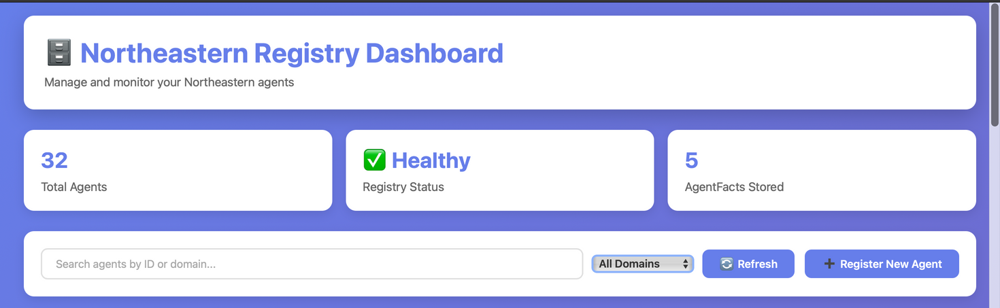 Northeastern Registry Dashboard
Manage and monitor your Northeastern agents
32
Total Agents
Healthy
Registry Status
5
AgentFacts Stored
Search agents by ID or domain...
All Domains
Refresh
Register New Agent